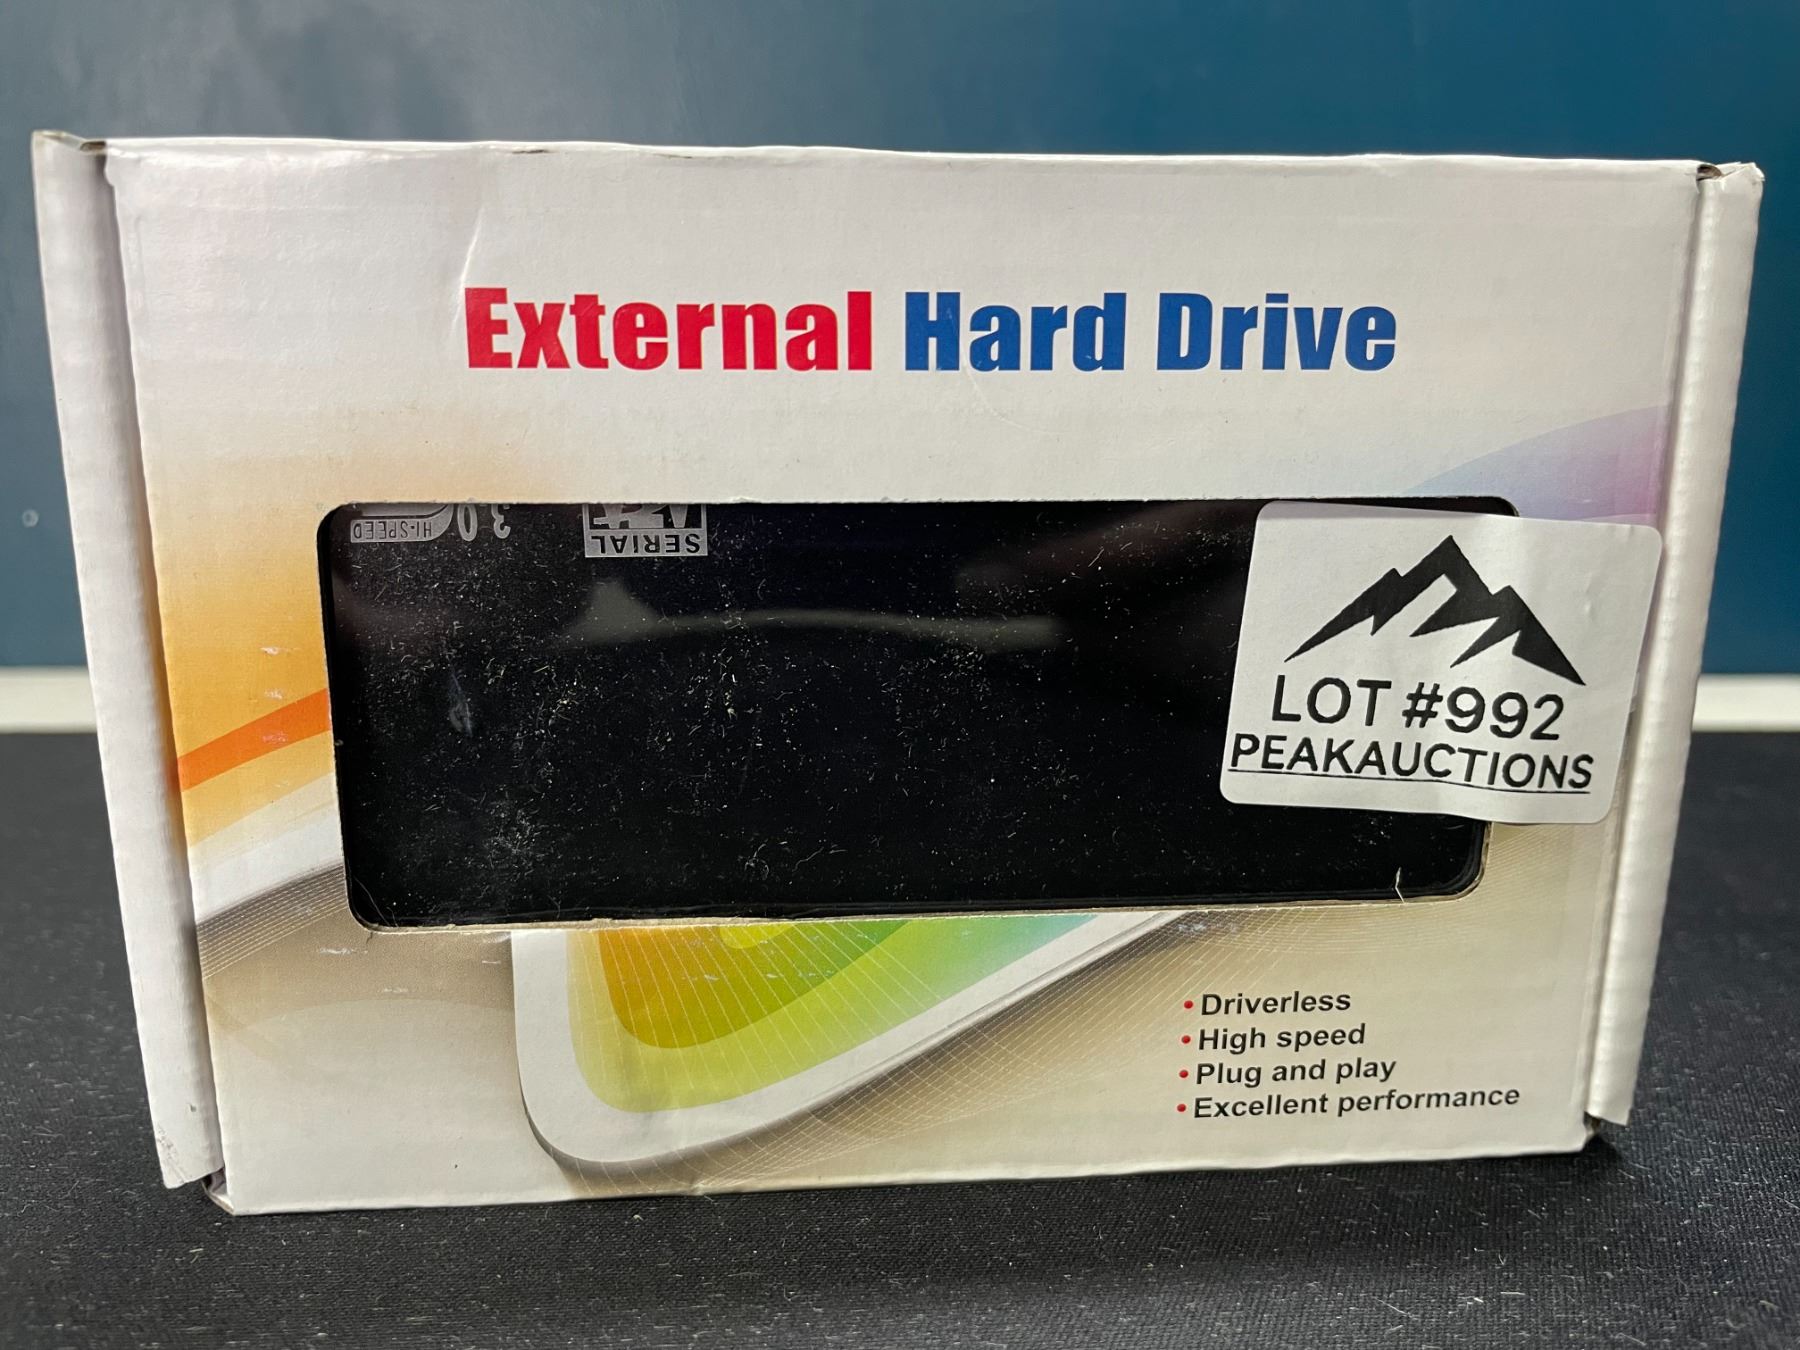 External Hard Drive
HI-SPEED
3.0
SERIAL
LOT #992
PEAKAUCTIONS
• Driverless
• High speed
• Plug and play
• Excellent performance